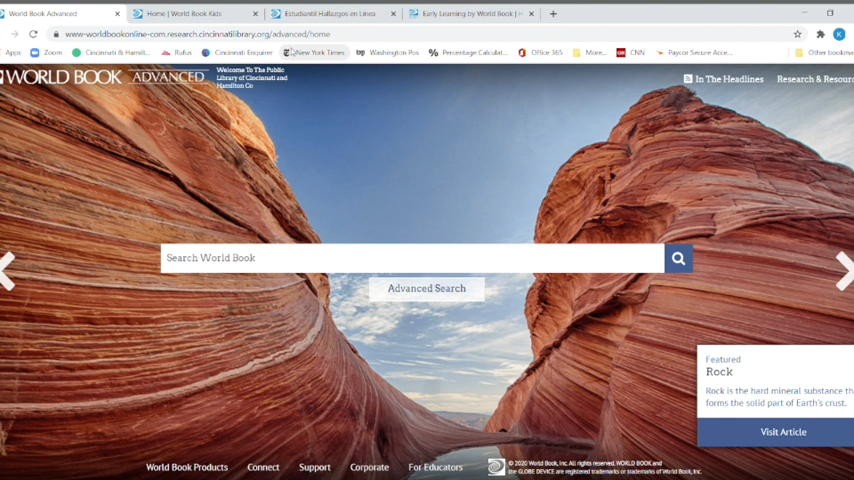 World Book Advanced
Home | World Book Kids
Estudiantil Hallazgos en Línea
Early Learning by World Book | H
www-worldbookonline-com.research.cincinnatilibrary.org/advanced/home
Apps
Zoom
Cincinnati & Hamilt...
Rufus
Cincinnati Enquirer
New York Times
Washington Pos
Percentage Calculat...
Office 365
More...
CNN
Paycor Secure Acce...
Other bookma
WORLD BOOK ADVANCED
Welcome To The Public
Library of Cincinnati and
Hamilton Co
In The Headlines
Research & Resour
Search World Book
Advanced Search
Featured
Rock
Rock is the hard mineral substance th
forms the solid part of Earth's crust.
Visit Article
World Book Products
Connect
Support
Corporate
For Educators
© 2020 World Book, Inc. All rights reserved. WORLD BOOK and
the GLOBE DEVICE are registered trademarks or trademarks of World Book, Inc.